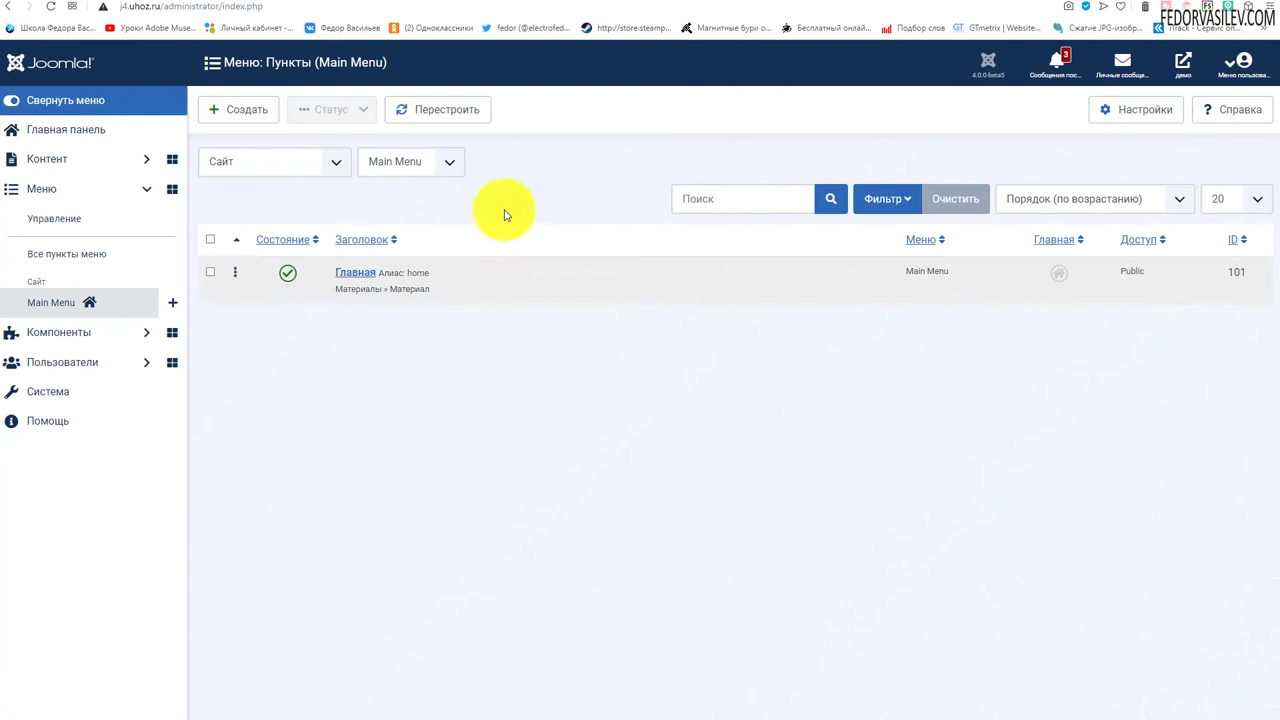 j4.uhoz.ru/administrator/index.php
FEDORVASILEV.COM
Школа Федора Вас...
Уроки Adobe Muse...
Личный кабинет -...
Федор Васильев
(2) Одноклассники
fedor (@electrofed...
http://store.steamp...
Магнитные бури о...
Бесплатный онлай...
Подбор слов
GTmetrix | Website...
Сжатие JPG-изобр...
Joomla!
Меню: Пункты (Main Menu)
4.0.0-beta5
3
Сообщения пос...
Личные сообще...
демо
Меню пользова...
Свернуть меню
Создать
Статус
Перестроить
Настройки
Справка
Главная панель
Контент
Сайт
Main Menu
Меню
Поиск
Фильтр
Очистить
Порядок (по возрастанию)
20
Управление
Состояние
Заголовок
Меню
Главная
Доступ
ID
Все пункты меню
Главная Алиас: home
Материалы » Материал
Main Menu
Public
101
Сайт
Main Menu
Компоненты
Пользователи
Система
Помощь